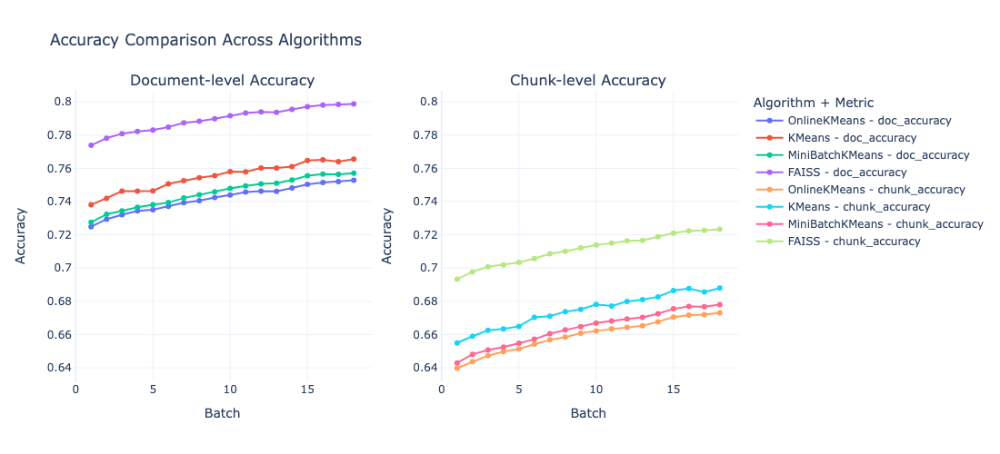 Accuracy Comparison Across Algorithms
Document-level Accuracy
Chunk-level Accuracy
0.8
0.78
0.76
0.74
0.72
0.7
0.68
0.66
0.64
Accuracy
0
5
10
15
Batch
0.8
0.78
0.76
0.74
0.72
0.7
0.68
0.66
0.64
Accuracy
0
5
10
15
Batch
Algorithm + Metric
OnlineKMeans - doc_accuracy
KMeans - doc_accuracy
MiniBatchKMeans - doc_accuracy
FAISS - doc_accuracy
OnlineKMeans - chunk_accuracy
KMeans - chunk_accuracy
MiniBatchKMeans - chunk_accuracy
FAISS - chunk_accuracy